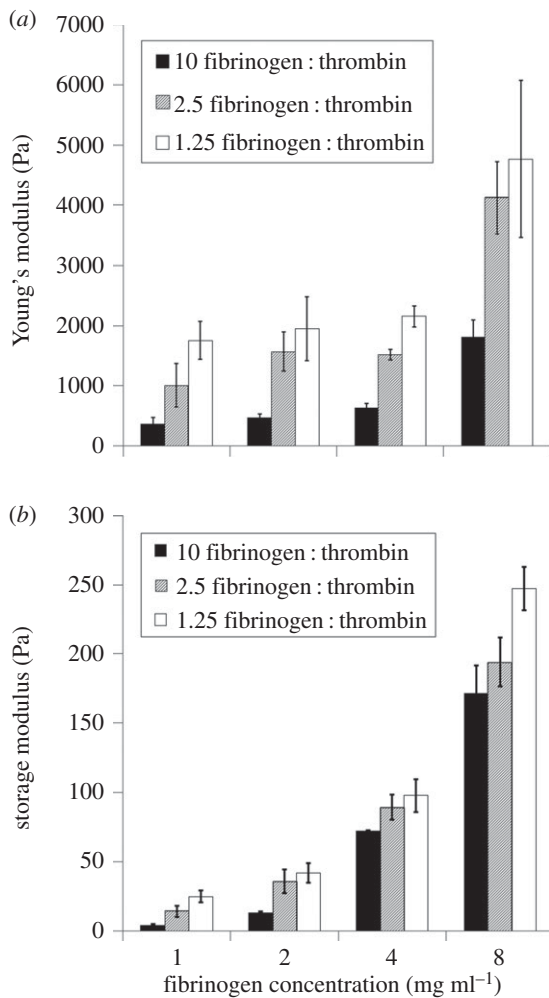 (a)
7000
6000
5000
4000
3000
2000
1000
0
Young's modulus (Pa)
10 fibrinogen : thrombin
2.5 fibrinogen : thrombin
1.25 fibrinogen : thrombin
(b)
300
250
200
150
100
50
0
storage modulus (Pa)
10 fibrinogen : thrombin
2.5 fibrinogen : thrombin
1.25 fibrinogen : thrombin
1 2 4 8
fibrinogen concentration (mg ml⁻¹)